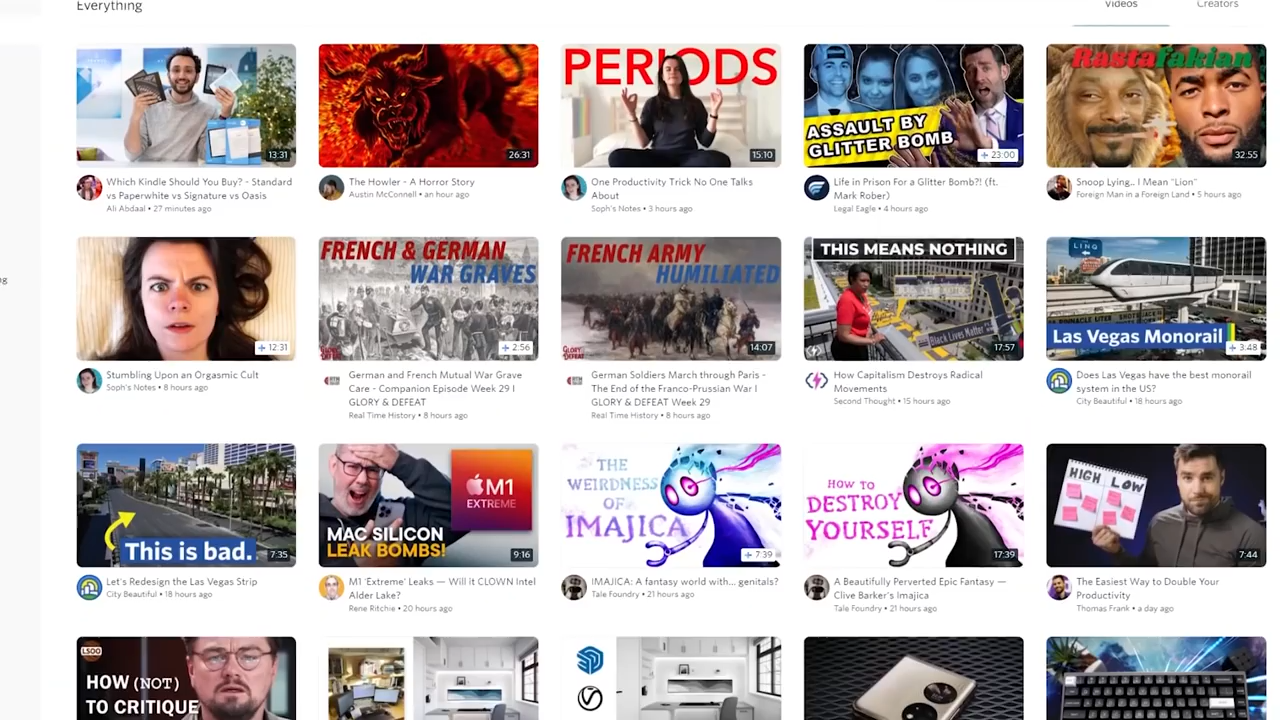 Everything
Videos
Creators
13:31
26:31
PERIODS
15:10
ASSAULT BY
GLITTER BOMB
+ 23:00
Rastafakian
32:55
Which Kindle Should You Buy? - Standard
vs Paperwhite vs Signature vs Oasis
Ali Abdaal • 27 minutes ago
The Howler - A Horror Story
Austin McConnell • an hour ago
One Productivity Trick No One Talks
About
Soph's Notes • 3 hours ago
Life in Prison For a Glitter Bomb?! (ft.
Mark Rober)
Legal Eagle • 4 hours ago
Snoop Lying.. I Mean "Lion"
Foreign Man in a Foreign Land • 5 hours ago
ng
+ 12:31
FRENCH & GERMAN
WAR GRAVES
GLORY & DEFEAT
+ 2:56
FRENCH ARMY
HUMILIATED
GLORY & DEFEAT
14:07
THIS MEANS NOTHING
Black Lives Matter
17:57
LINQ
Las Vegas Monorail
+ 3:48
Stumbling Upon an Orgasmic Cult
Soph's Notes • 8 hours ago
German and French Mutual War Grave
Care - Companion Episode Week 29 I
GLORY & DEFEAT
Real Time History • 8 hours ago
German Soldiers March through Paris -
The End of the Franco-Prussian War I
GLORY & DEFEAT Week 29
Real Time History • 8 hours ago
How Capitalism Destroys Radical
Movements
Second Thought • 15 hours ago
Does Las Vegas have the best monorail
system in the US?
City Beautiful • 18 hours ago
This is bad.
7:35
M1
EXTREME
MAC SILICON
LEAK BOMBS!
9:16
THE
WEIRDNESS
OF
IMAJICA
+ 7:39
HOW TO
DESTROY
YOURSELF
17:39
HIGH LOW
7:44
Let's Redesign the Las Vegas Strip
City Beautiful • 18 hours ago
M1 'Extreme' Leaks — Will it CLOWN Intel
Alder Lake?
Rene Ritchie • 20 hours ago
IMAJICA: A fantasy world with... genitals?
Tale Foundry • 21 hours ago
A Beautifully Perverted Epic Fantasy —
Clive Barker's Imajica
Tale Foundry • 21 hours ago
The Easiest Way to Double Your
Productivity
Thomas Frank • a day ago
LSOO
HOW (NOT)
TO CRITIQUE